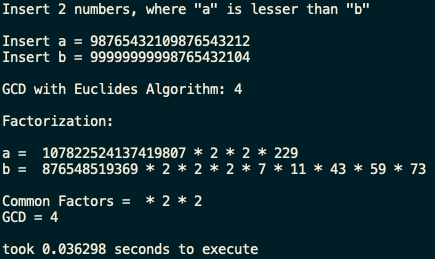 Insert 2 numbers, where "a" is lesser than "b"
Insert a = 98765432109876543212
Insert b = 99999999998765432104
GCD with Euclides Algorithm: 4
Factorization:
a =  107822524137419807 * 2 * 2 * 229
b =  876548519369 * 2 * 2 * 2 * 7 * 11 * 43 * 59 * 73
Common Factors =  * 2 * 2
GCD = 4
took 0.036298 seconds to execute